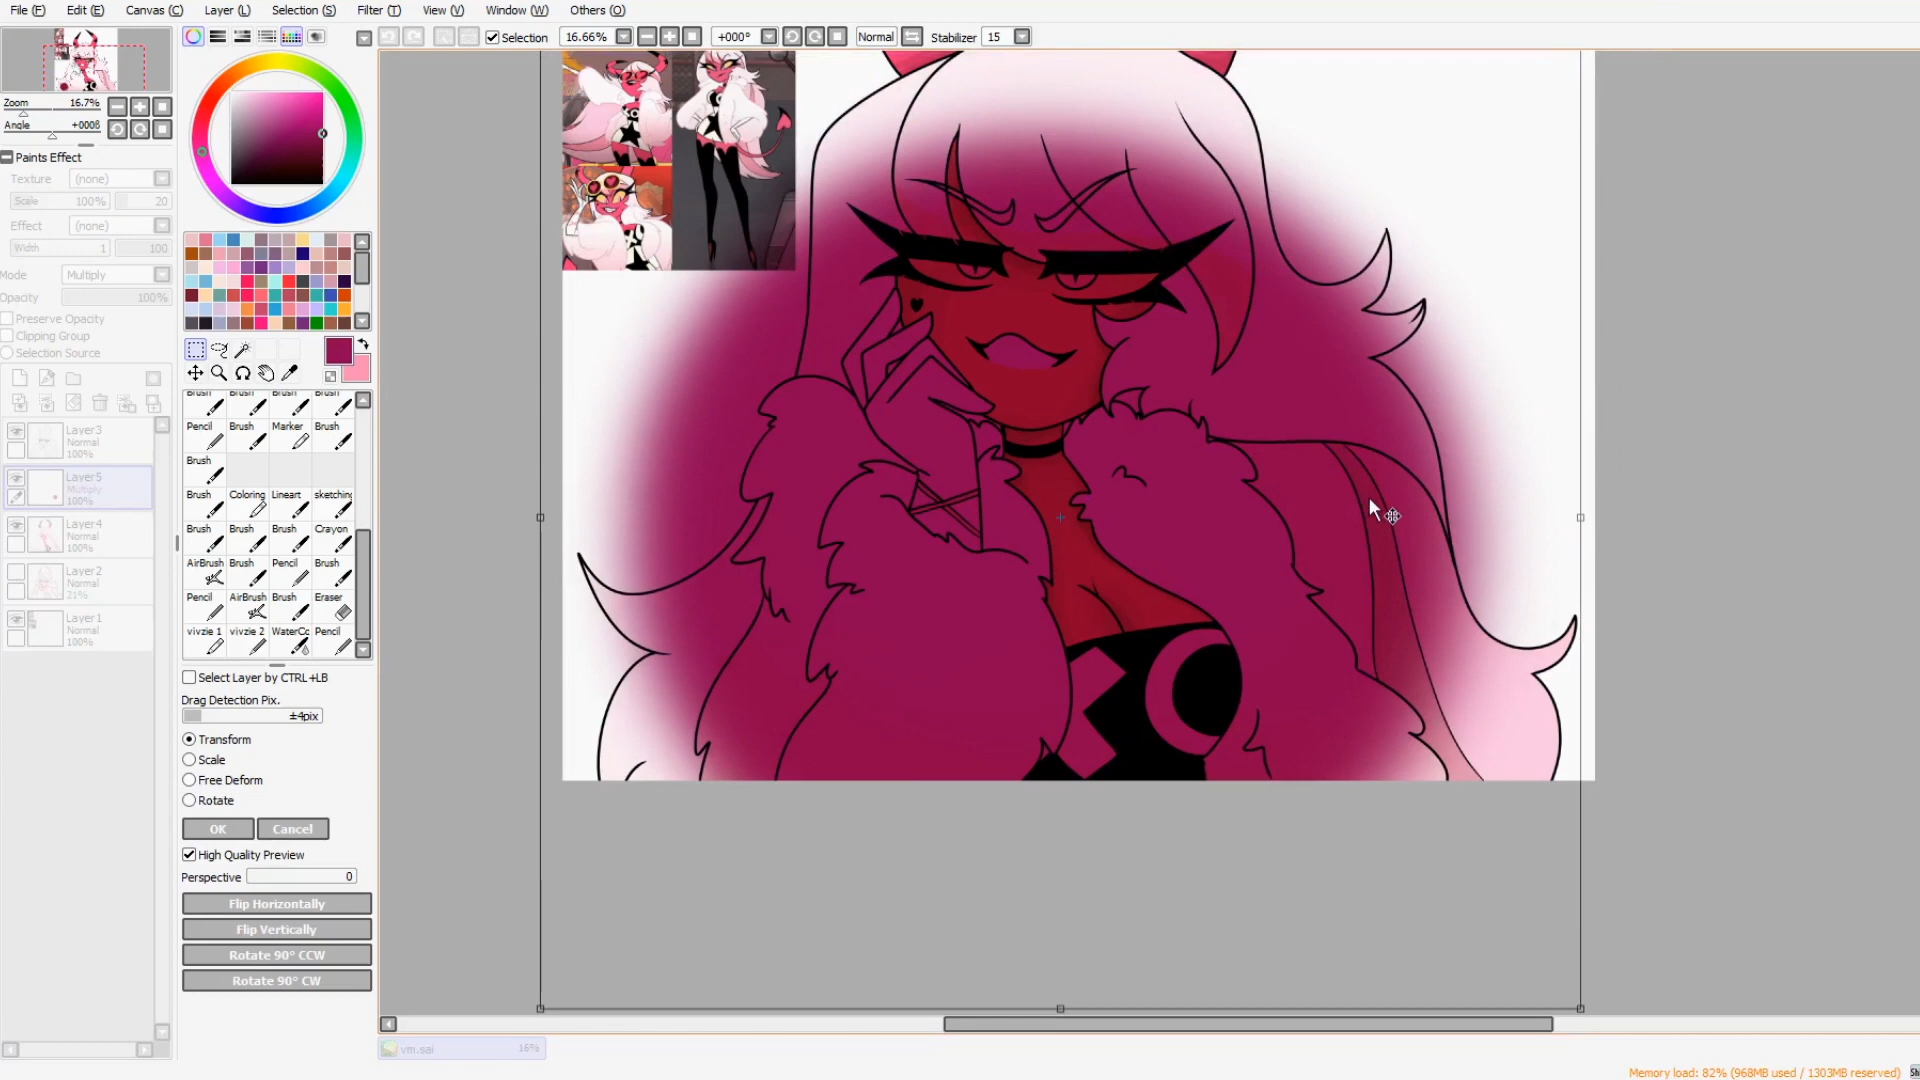 File (F) Edit (E) Canvas (C) Layer (L) Selection (S) Filter (T) View (V) Window (W) Others (O)
Selection 16.66% +000° Normal Stabilizer 15
Zoom 16.7%
Angle +000ß
Paints Effect
Texture (none)
Scale 100% 20
Effect (none)
Width 1 100
Mode Multiply
Opacity 100%
Preserve Opacity
Clipping Group
Selection Source
Layer3
Normal
100%
Layer5
Multiply
100%
Layer4
Normal
100%
Layer2
Normal
21%
Layer1
Normal
100%
Brush Brush Brush Brush
Pencil Brush Marker Brush
Brush
Brush Coloring Lineart sketching
Brush Brush Brush Crayon
AirBrush Brush Pencil Brush
Pencil AirBrush Brush Eraser
vivzie 1 vivzie 2 WaterCo Pencil
Select Layer by CTRL+LB
Drag Detection Pix.
±4pix
Transform
Scale
Free Deform
Rotate
OK Cancel
High Quality Preview
Perspective 0
Flip Horizontally
Flip Vertically
Rotate 90° CCW
Rotate 90° CW
vm.sai 16%
Memory load: 82% (968MB used / 1303MB reserved) Sh